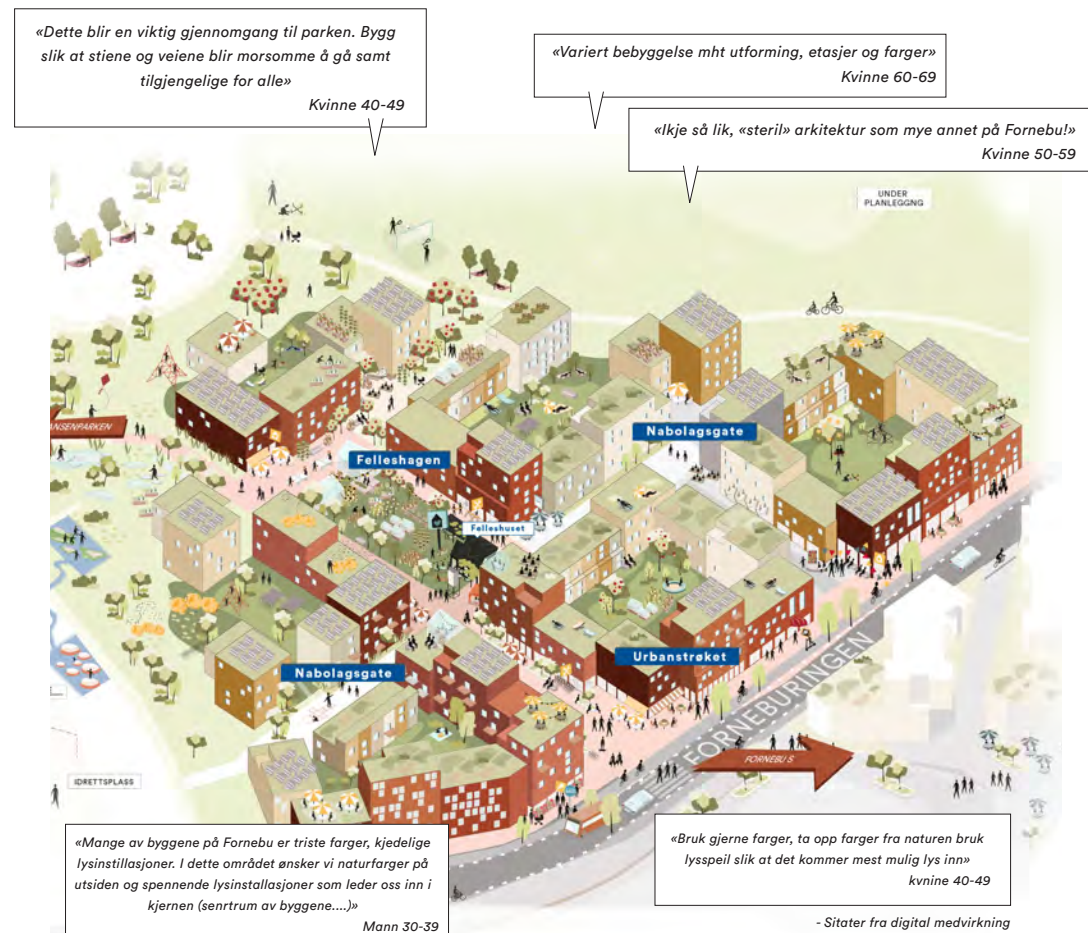 «Dette blir en viktig gjennomgang til parken. Bygg
slik at stiene og veiene blir morsomme å gå samt
tilgjengelige for alle»
Kvinne 40-49
«Variert bebyggelse mht utforming, etasjer og farger»
Kvinne 60-69
«Ikje så lik, «steril» arkitektur som mye annet på Fornebu!»
Kvinne 50-59
UNDER
PLANLEGGNG
ANSENPARKEN
Felleshagen
Nabolagsgate
Felleshuset
Urbanstrøket
Nabolagsgate
FORNEBURINGEN
FORNEBU S
IDRETTSPLASS
«Mange av byggene på Fornebu er triste farger, kjedelige
lysinstillasjoner. I dette området ønsker vi naturfarger på
utsiden og spennende lysinstallasjoner som leder oss inn i
kjernen (senrtrum av byggene....)»
Mann 30-39
«Bruk gjerne farger, ta opp farger fra naturen bruk
lysspeil slik at det kommer mest mulig lys inn»
kvnine 40-49
- Sitater fra digital medvirkning